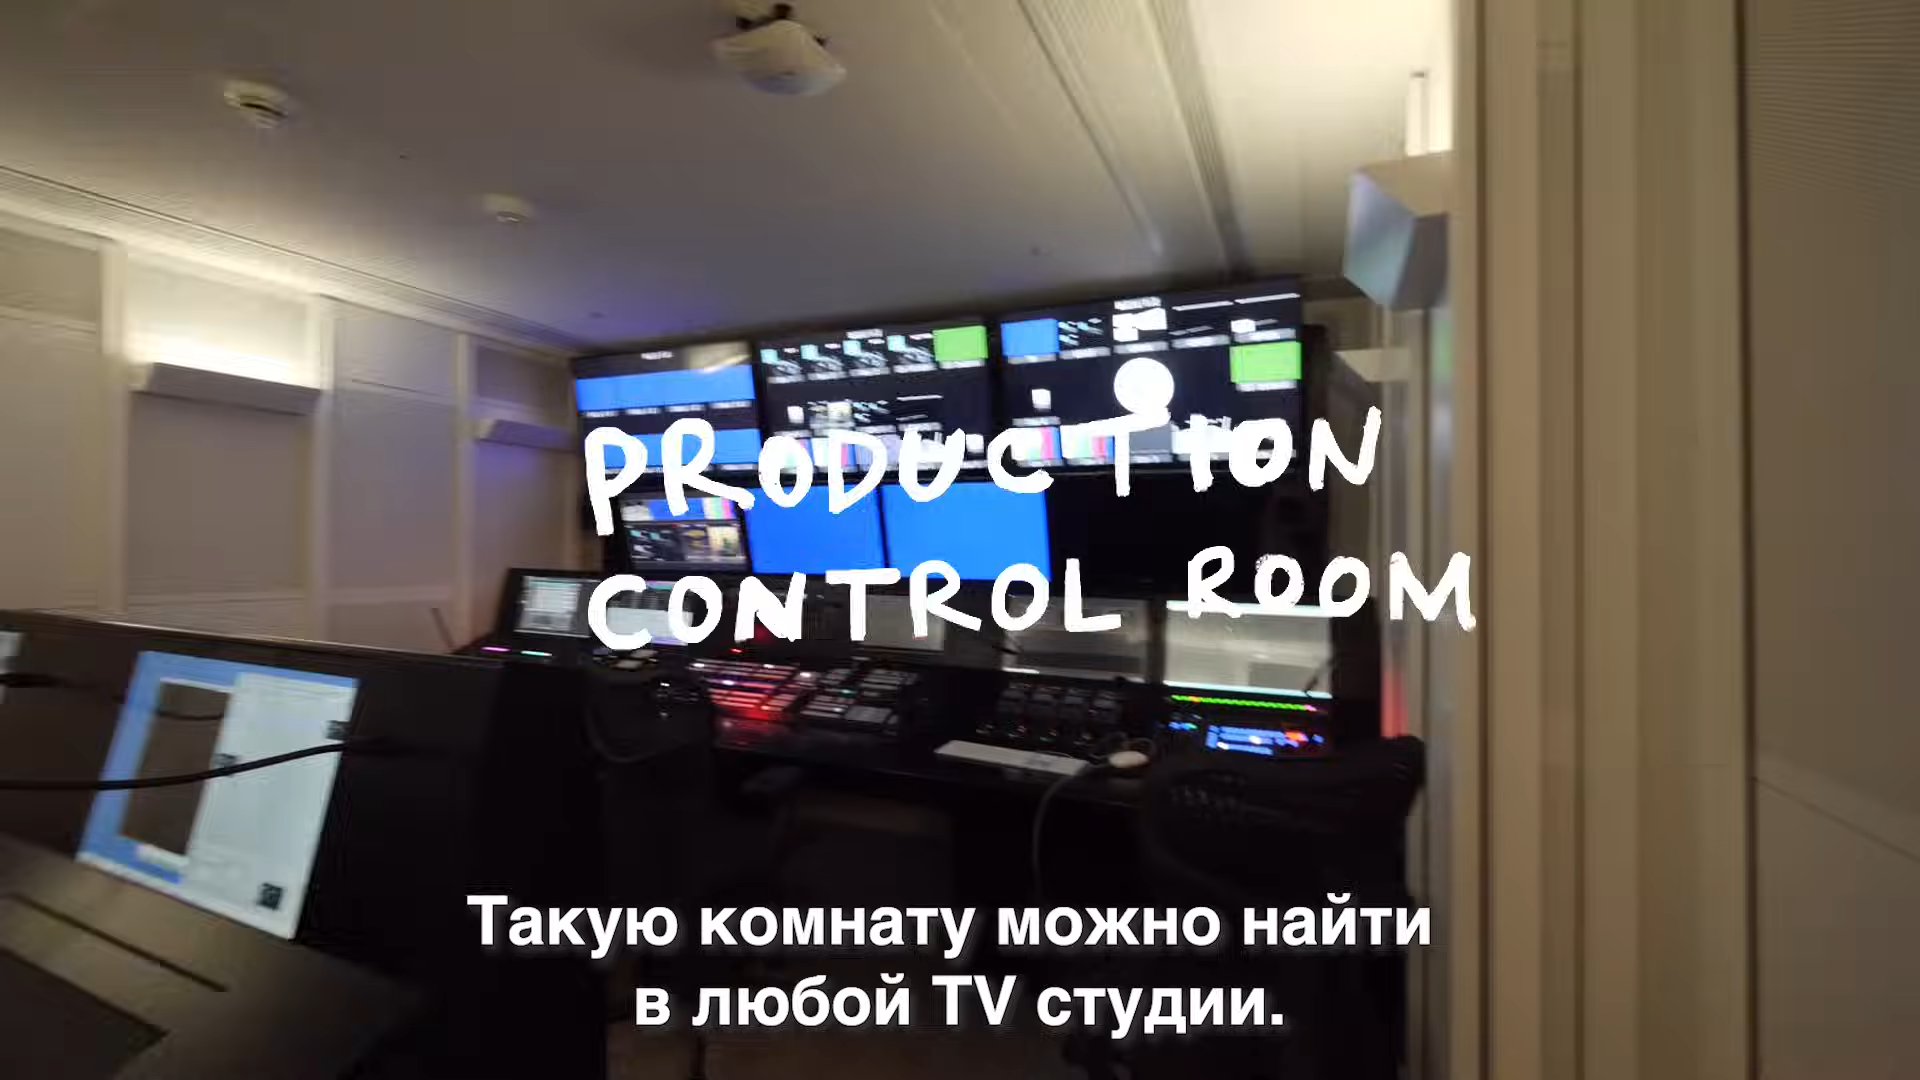 PRODUCTION
CONTROL ROOM
Такую комнату можно найти
в любой TV студии.